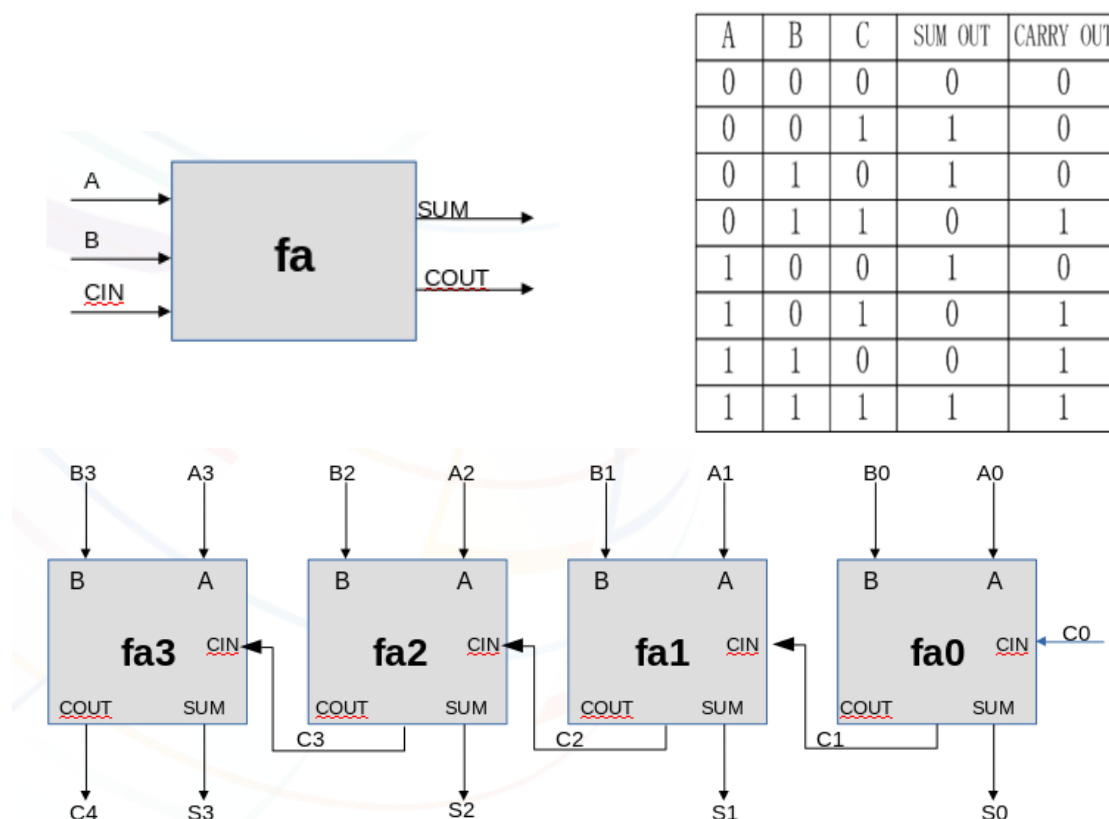 A B C SUM OUT CARRY OUT
0 0 0 0 0
0 0 1 1 0
0 1 0 1 0
0 1 1 0 1
1 0 0 1 0
1 0 1 0 1
1 1 0 0 1
1 1 1 1 1
A
B
CIN
fa
SUM
COUT
B3 A3 B2 A2 B1 A1 B0 A0
B A B A B A B A
fa3 CIN fa2 CIN fa1 CIN fa0 CIN C0
COUT SUM COUT SUM COUT SUM COUT SUM
C3 C2 C1
C4 S3 S2 S1 S0